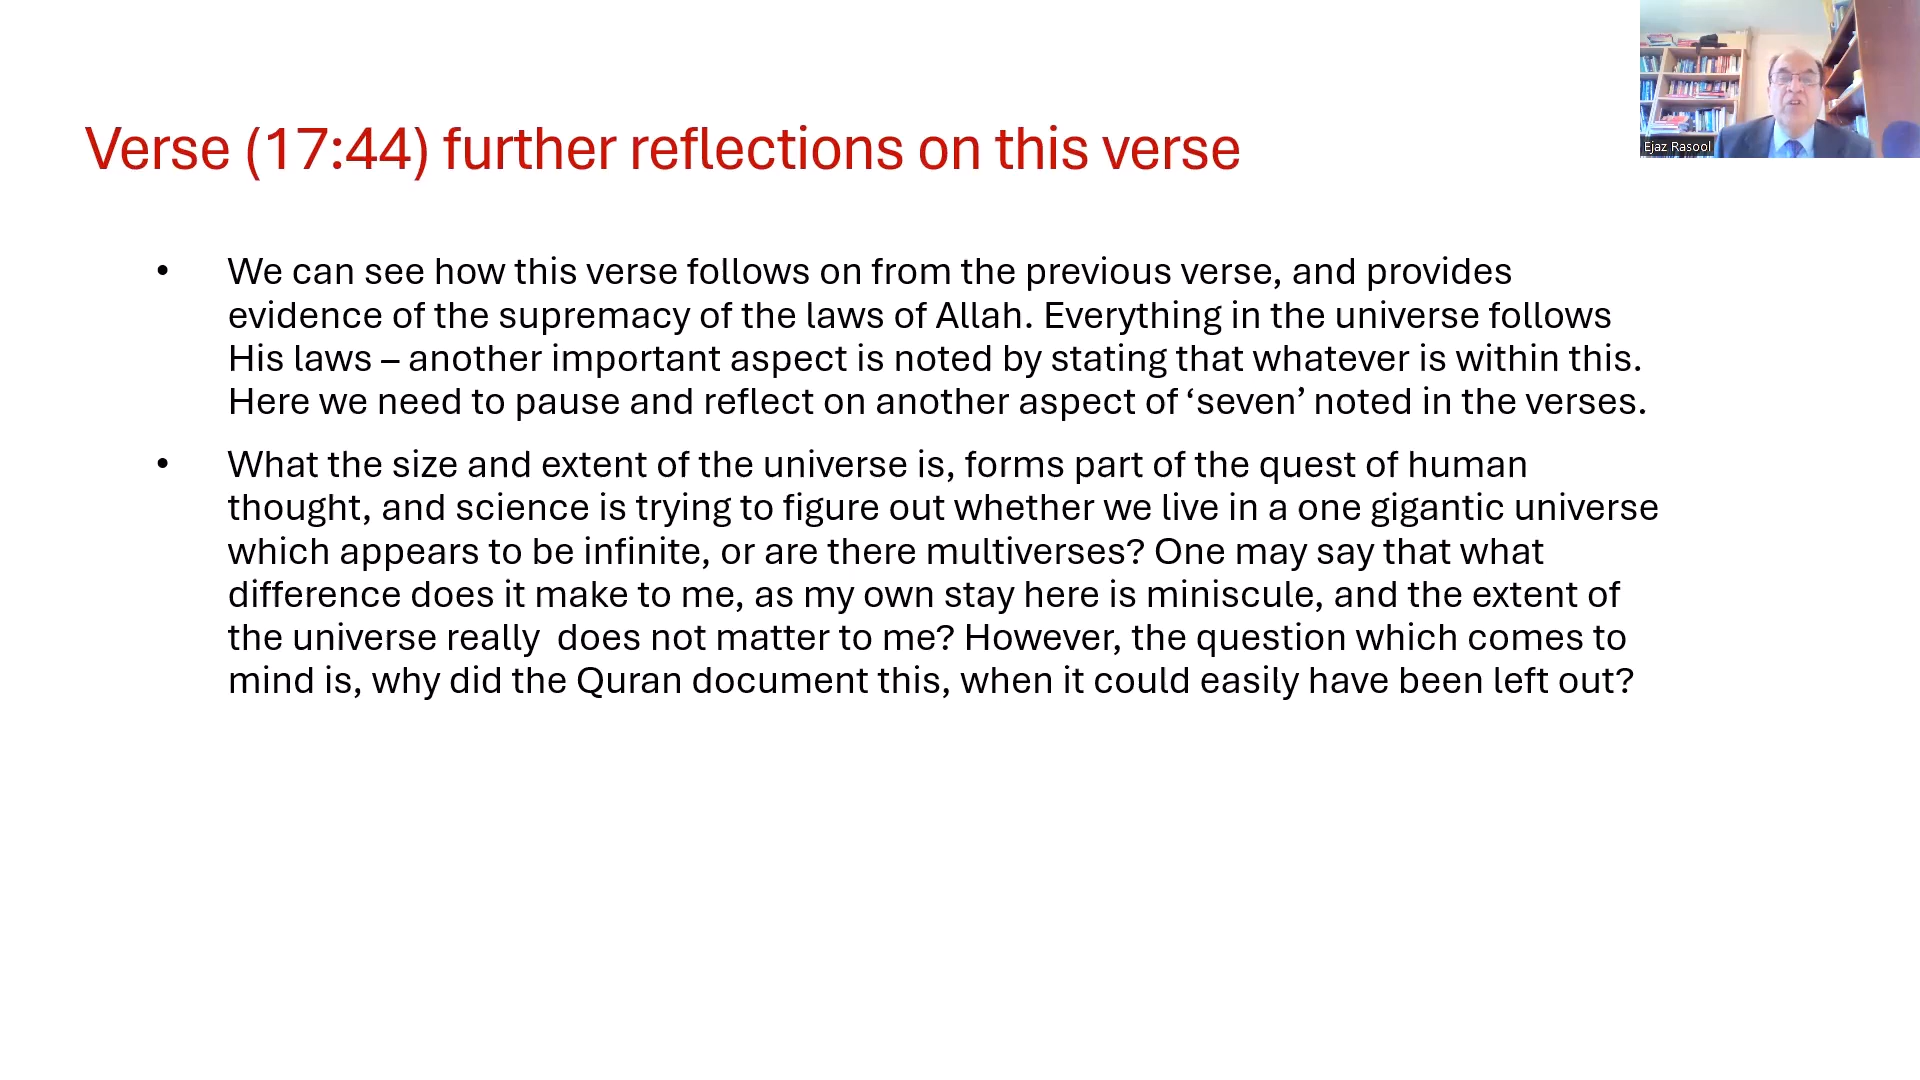 Ejaz Rasool
Verse (17:44) further reflections on this verse
• We can see how this verse follows on from the previous verse, and provides
evidence of the supremacy of the laws of Allah. Everything in the universe follows
His laws – another important aspect is noted by stating that whatever is within this.
Here we need to pause and reflect on another aspect of ‘seven’ noted in the verses.
• What the size and extent of the universe is, forms part of the quest of human
thought, and science is trying to figure out whether we live in a one gigantic universe
which appears to be infinite, or are there multiverses? One may say that what
difference does it make to me, as my own stay here is miniscule, and the extent of
the universe really  does not matter to me? However, the question which comes to
mind is, why did the Quran document this, when it could easily have been left out?